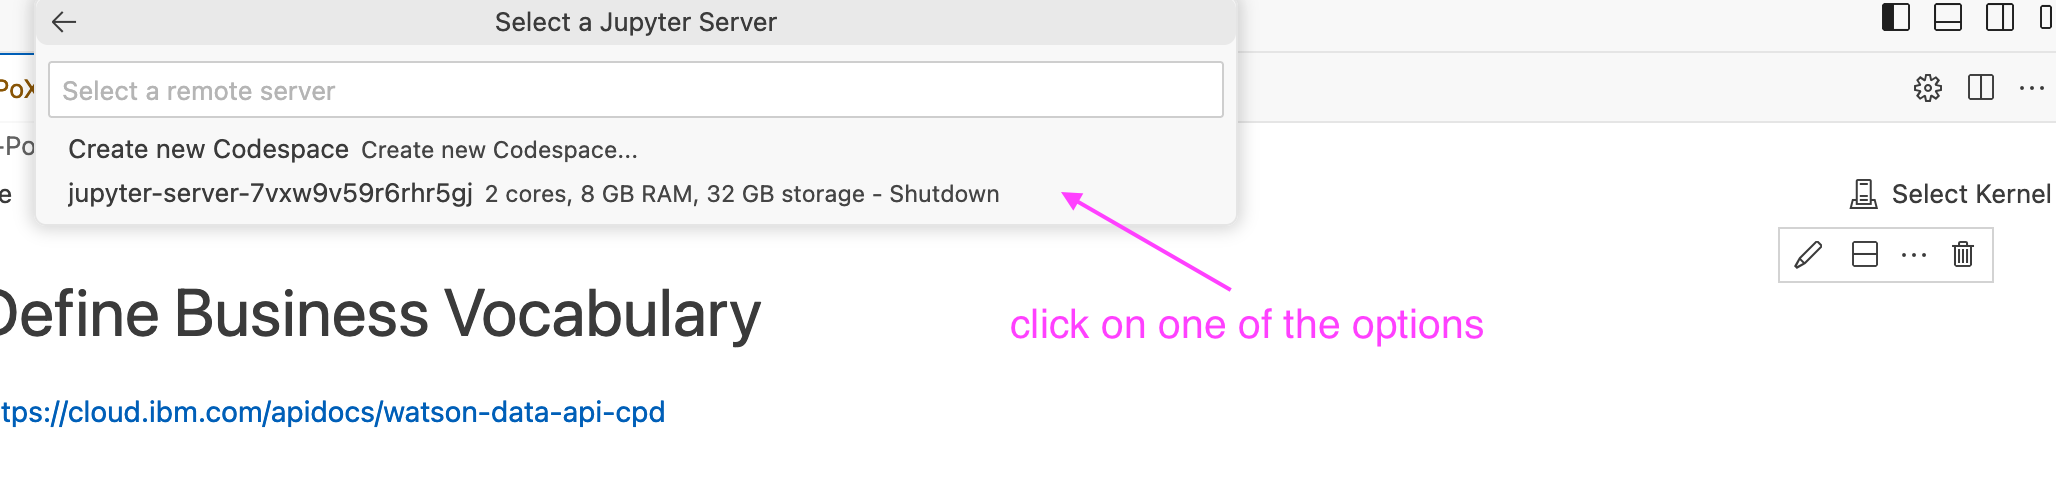 Select a Jupyter Server
Select a remote server
PoX
Create new Codespace Create new Codespace...
-Po
jupyter-server-7vxw9v59r6rhr5gj 2 cores, 8 GB RAM, 32 GB storage - Shutdown
e
Select Kernel
Define Business Vocabulary
click on one of the options
tps://cloud.ibm.com/apidocs/watson-data-api-cpd